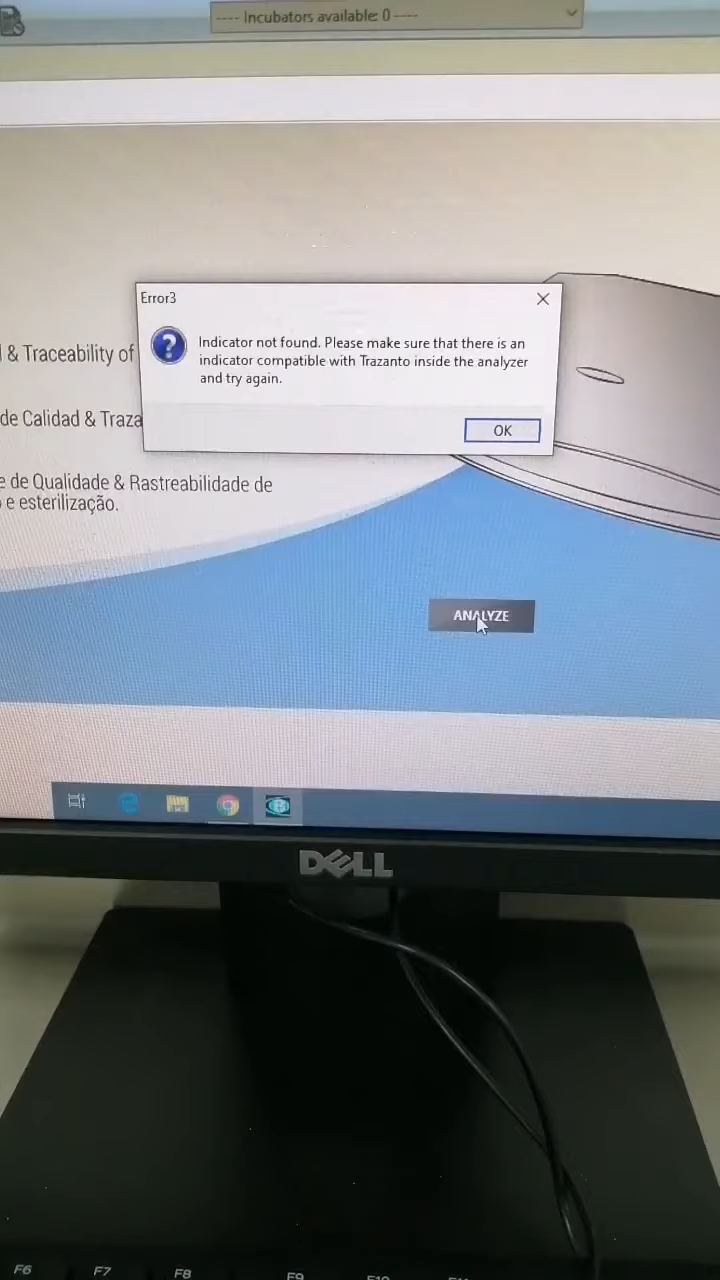 ---- Incubators available: 0 ----
Error3
Indicator not found. Please make sure that there is an
indicator compatible with Trazanto inside the analyzer
and try again.
OK
& Traceability of
de Calidad & Traza
de Qualidade & Rastreabilidade de
e esterilização.
ANALYZE
DELL
F6
F7
F8
F9
F10